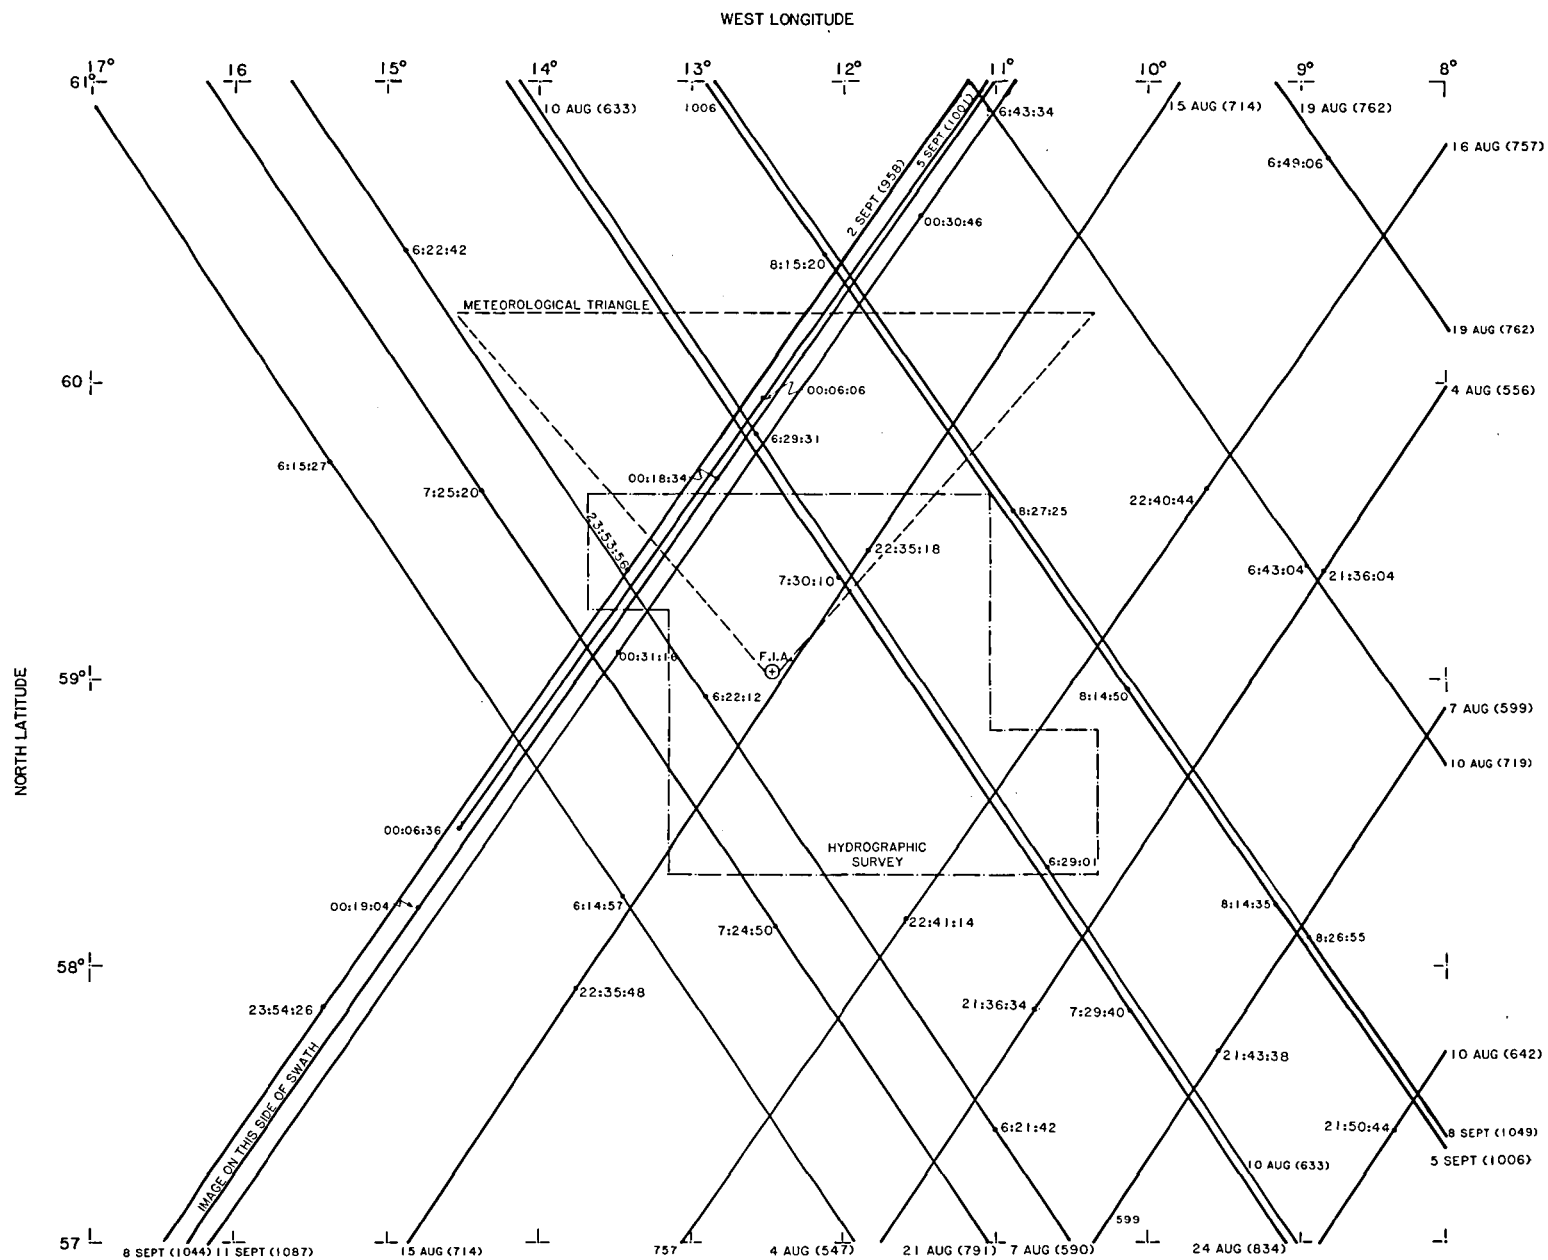 WEST LONGITUDE
17°
16
15°
14°
13°
12°
11°
10°
9°
8°
61°
10 AUG (633)
1006
6:43:34
15 AUG (714)
19 AUG (762)
16 AUG (757)
6:49:06
2 SEPT (958)
5 SEPT (1001)
00:30:46
6:22:42
8:15:20
METEOROLOGICAL TRIANGLE
19 AUG (762)
60
00:06:06
4 AUG (556)
6:29:31
6:15:27
00:18:34
7:25:20
22:40:44
8:27:25
23:53:56
22:35:18
7:30:10
6:43:04
21:36:04
00:31:16
F.I.A.
59°
6:22:12
8:14:50
7 AUG (599)
NORTH LATITUDE
10 AUG (719)
00:06:36
HYDROGRAPHIC
SURVEY
6:29:01
00:19:04
6:14:57
8:14:35
7:24:50
22:41:14
8:26:55
58°
22:35:48
23:54:26
21:36:34
7:29:40
21:43:38
10 AUG (642)
IMAGE ON THIS SIDE OF SWATH
6:21:42
21:50:44
8 SEPT (1049)
5 SEPT (1006)
10 AUG (633)
599
57
8 SEPT (1044)
11 SEPT (1087)
15 AUG (714)
757
4 AUG (547)
21 AUG (791)
7 AUG (590)
24 AUG (834)